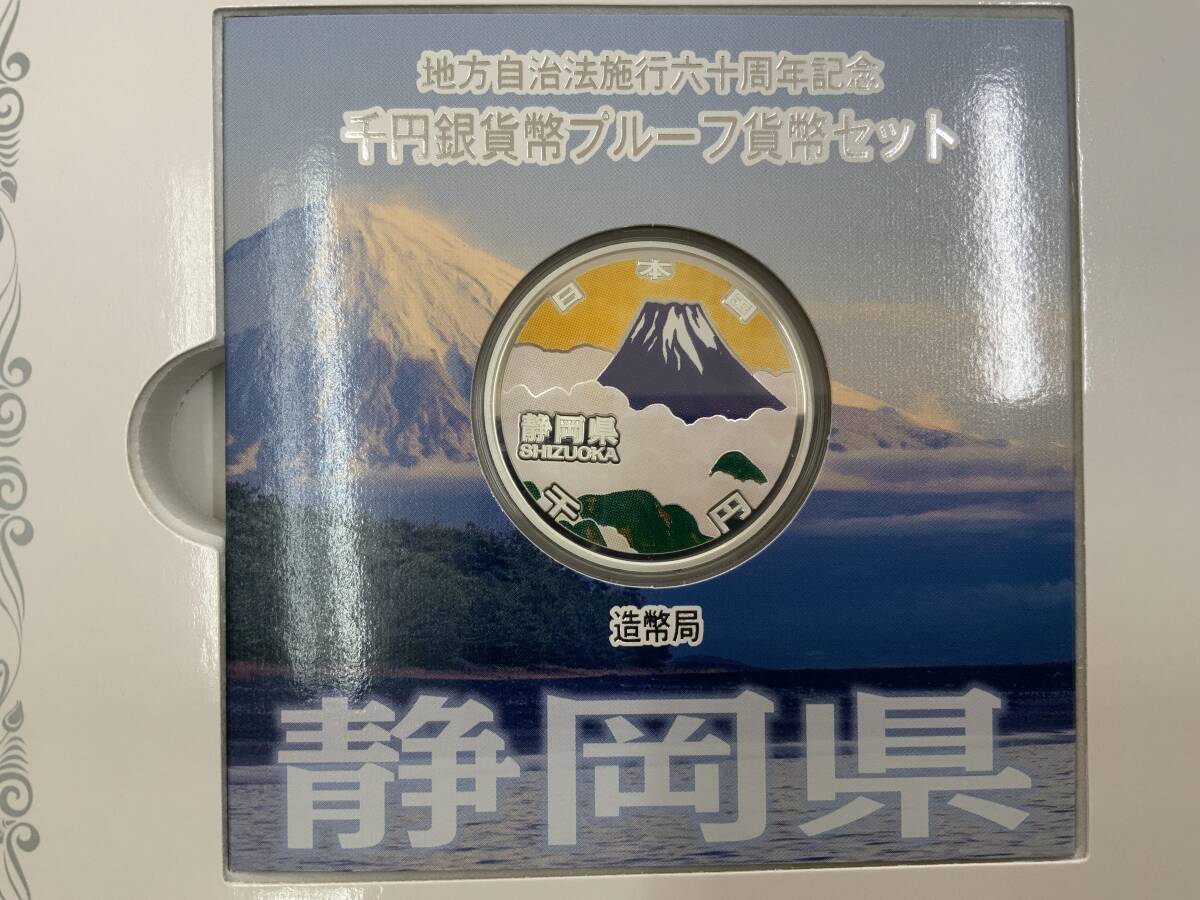 地方自治法施行六十周年記念
千円銀貨幣プルーフ貨幣セット
日本国
静岡県
SHIZUOKA
千円
造幣局
静岡県